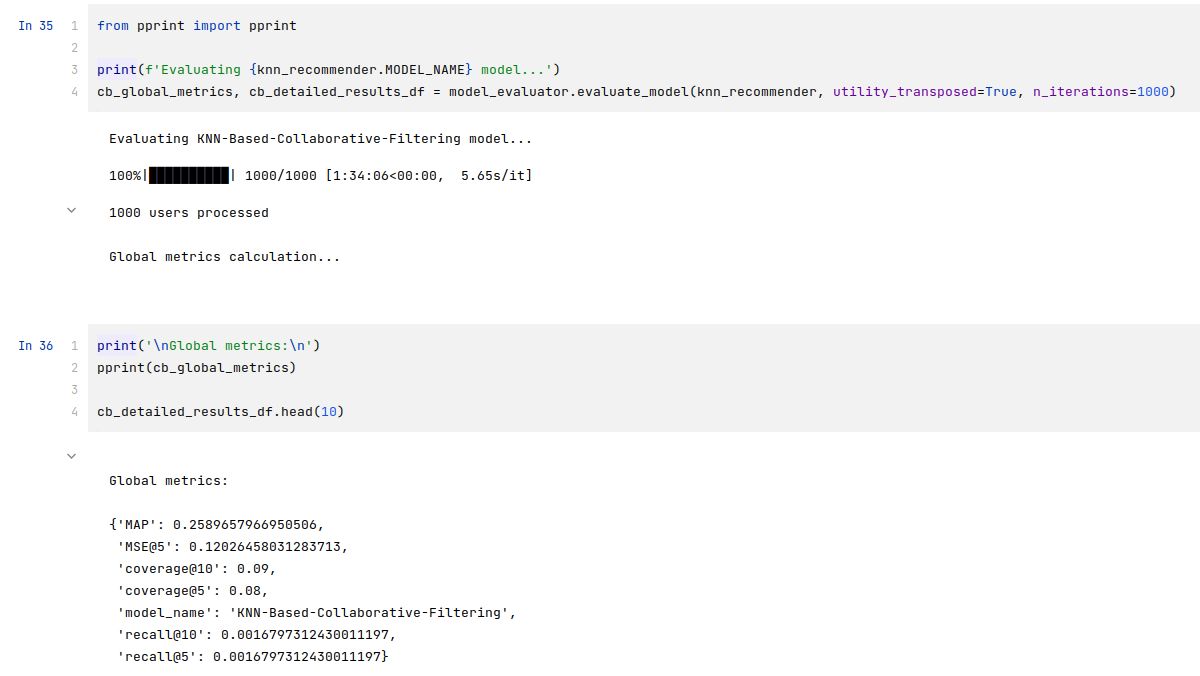 In 35
1 from pprint import pprint
2
3 print(f'Evaluating {knn_recommender.MODEL_NAME} model...')
4 cb_global_metrics, cb_detailed_results_df = model_evaluator.evaluate_model(knn_recommender, utility_transposed=True, n_iterations=1000)
Evaluating KNN-Based-Collaborative-Filtering model...
100%|██████████| 1000/1000 [1:34:06<00:00,  5.65s/it]
1000 users processed
Global metrics calculation...
In 36
1 print('\nGlobal metrics:\n')
2 pprint(cb_global_metrics)
3
4 cb_detailed_results_df.head(10)
Global metrics:
{'MAP': 0.2589657966950506,
 'MSE@5': 0.12026458031283713,
 'coverage@10': 0.09,
 'coverage@5': 0.08,
 'model_name': 'KNN-Based-Collaborative-Filtering',
 'recall@10': 0.0016797312430011197,
 'recall@5': 0.0016797312430011197}